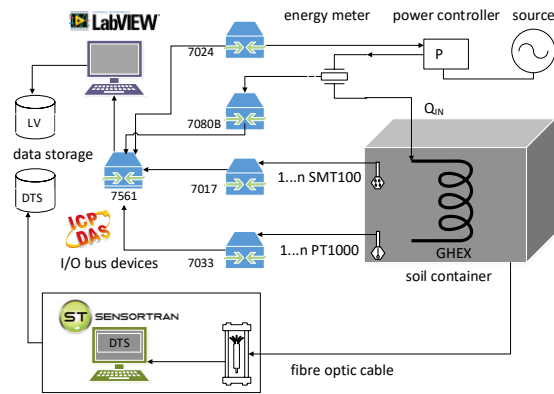 LabVIEW
energy meter
power controller
source
7024
P
LV
data storage
7080B
Q_IN
DTS
7561
7017
1...n SMT100
ICP
DAS
I/O bus devices
7033
1...n PT1000
GHEX
soil container
ST SENSORTRAN
DTS
fibre optic cable